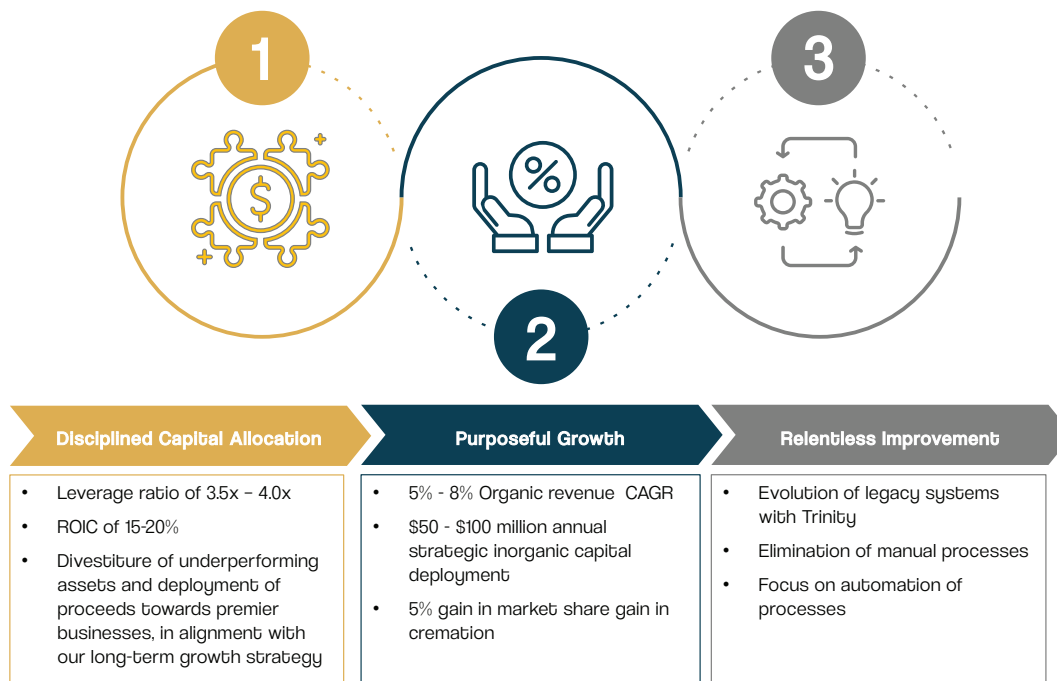 1
3
$
%
2
Disciplined Capital Allocation
Purposeful Growth
Relentless Improvement
• Leverage ratio of 3.5x – 4.0x
• ROIC of 15-20%
• Divestiture of underperforming
assets and deployment of
proceeds towards premier
businesses, in alignment with
our long-term growth strategy
• 5% - 8% Organic revenue CAGR
• $50 - $100 million annual
strategic inorganic capital
deployment
• 5% gain in market share gain in
cremation
• Evolution of legacy systems
with Trinity
• Elimination of manual processes
• Focus on automation of
processes